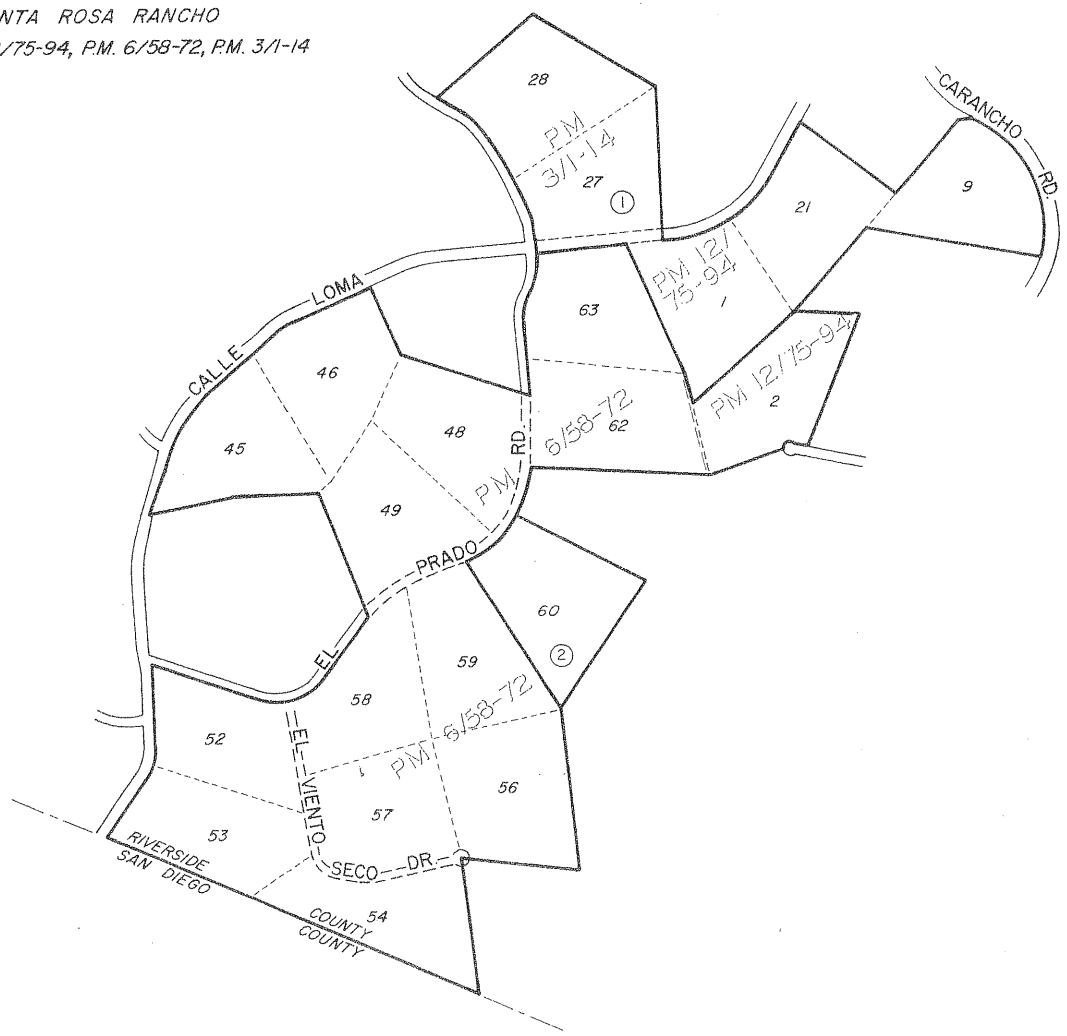 NTA ROSA RANCHO
/75-94, P.M. 6/58-72, P.M. 3/1-14
28
CARANCHO
RD.
PM
3/1-14
27
1
9
21
PM 12/
75-94
1
LOMA
63
CALLE
46
PM 12/75-94
2
6/58-72
62
48
RD.
45
PM
49
PRADO
60
2
EL
59
58
6/58-72
PM
52
EL
VIENTO
1
57
56
53
RIVERSIDE
SAN DIEGO
SECO DR.
54
COUNTY
COUNTY